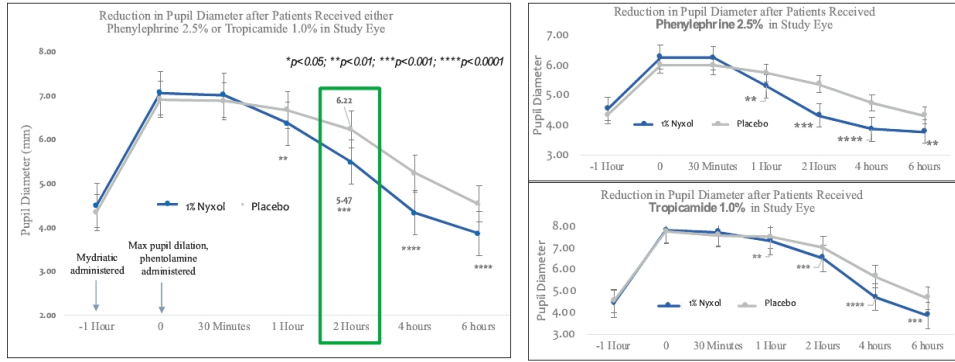 Reduction in Pupil Diameter after Patients Received either
Phenylephrine 2.5% or Tropicamide 1.0% in Study Eye
*p<0.05; **p<0.01; ***p<0.001; ****p<0.0001
Pupil Diameter (mm)
8.00
7.00
6.00
5.00
4.00
3.00
2.00
6.22
**
5-47
***
****
****
1% Nyxol
Placebo
Mydriatic
administered
Max pupil dilation,
phentolamine
administered
-1 Hour
0
30 Minutes
1 Hour
2 Hours
4 hours
6 hours
Reduction in Pupil Diameter after Patients Received
Phenylephrine 2.5% in Study Eye
Pupil Diameter
7.00
6.00
5.00
4.00
3.00
**
***
****
**
1% Nyxol
Placebo
-1 Hour
0
30 Minutes
1 Hour
2 Hours
4 hours
6 hours
Reduction in Pupil Diameter after Patients Received
Tropicamide 1.0% in Study Eye
Pupil Diameter
8.00
7.00
6.00
5.00
4.00
3.00
**
***
****
***
1% Nyxol
Placebo
-1 Hour
0
30 Minutes
1 Hour
2 Hours
4 hours
6 hours